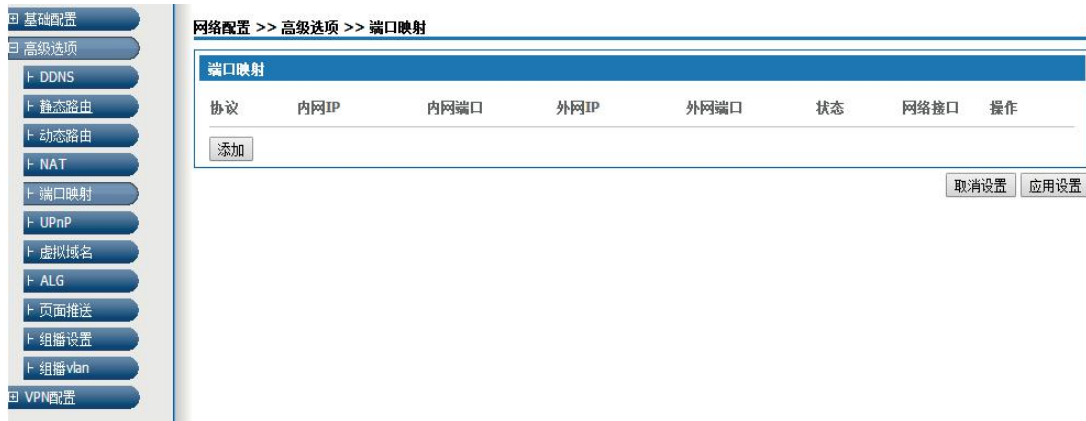 基础配置
高级选项
DDNS
静态路由
动态路由
NAT
端口映射
UPnP
虚拟域名
ALG
页面推送
组播设置
组播vlan
VPN配置
网络配置 >> 高级选项 >> 端口映射
端口映射
协议 内网IP 内网端口 外网IP 外网端口 状态 网络接口 操作
添加
取消设置 应用设置